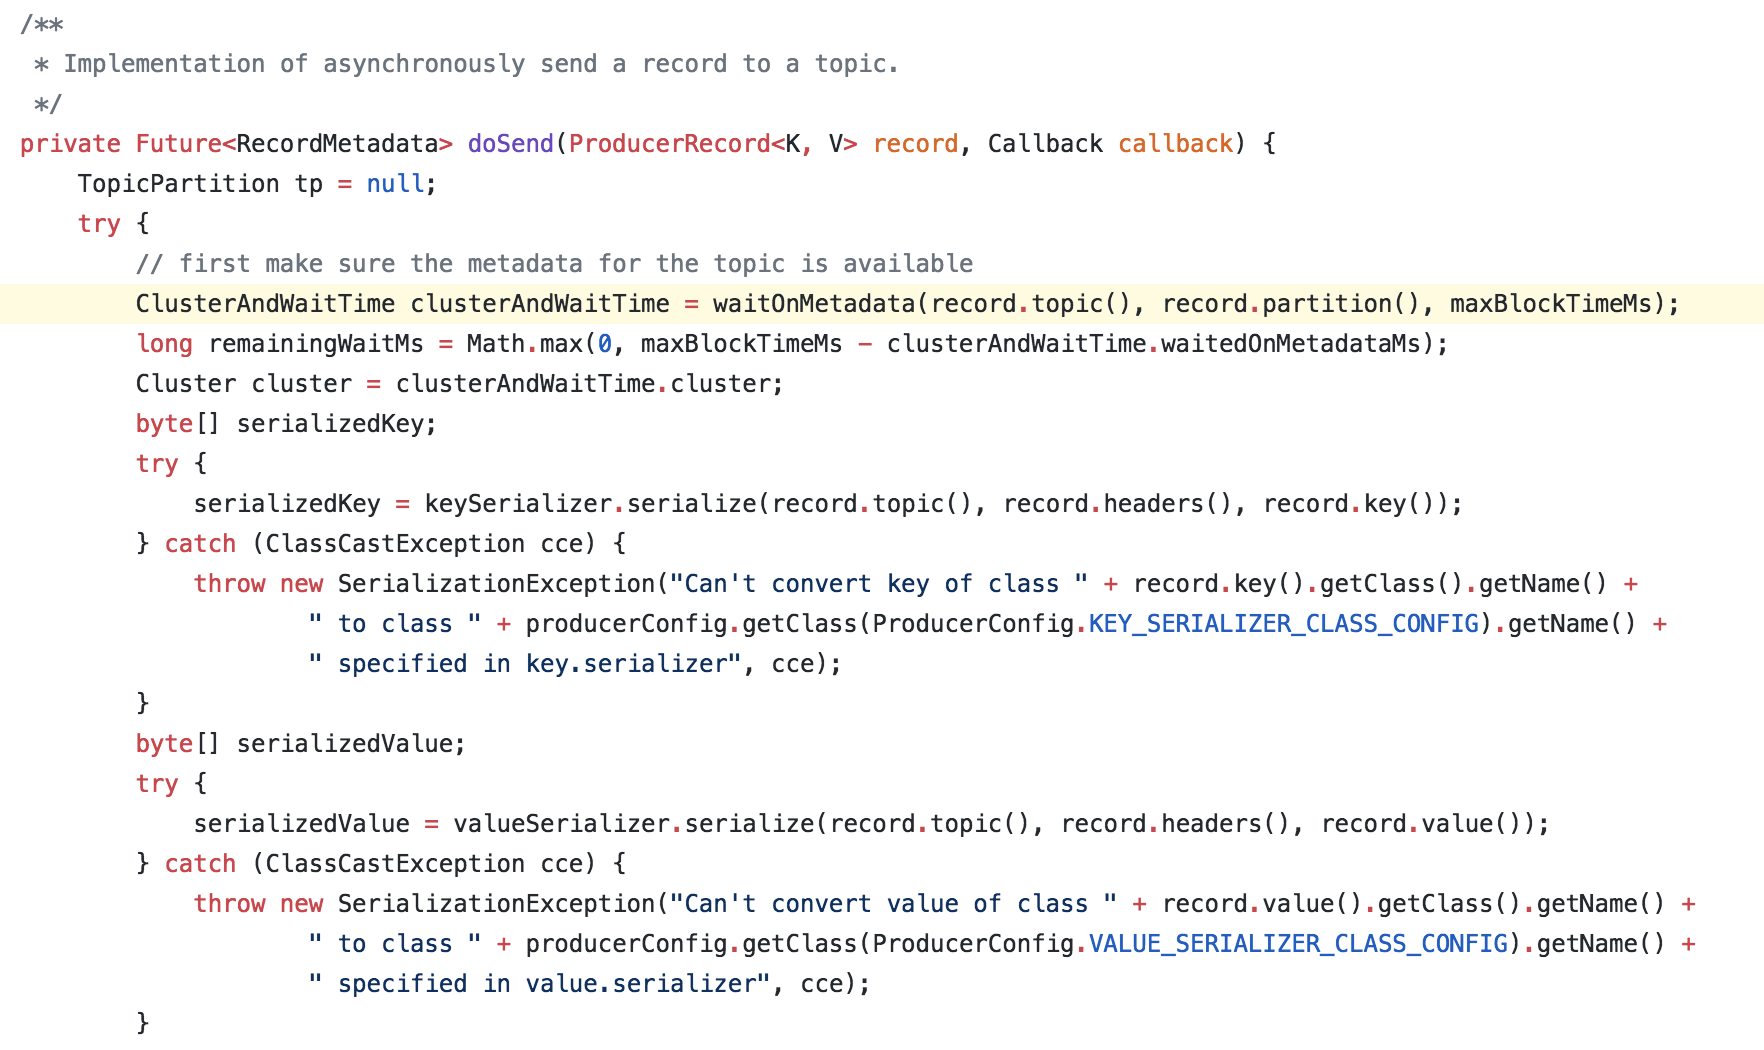 /**
 * Implementation of asynchronously send a record to a topic.
 */
private Future<RecordMetadata> doSend(ProducerRecord<K, V> record, Callback callback) {
    TopicPartition tp = null;
    try {
        // first make sure the metadata for the topic is available
        ClusterAndWaitTime clusterAndWaitTime = waitOnMetadata(record.topic(), record.partition(), maxBlockTimeMs);
        long remainingWaitMs = Math.max(0, maxBlockTimeMs - clusterAndWaitTime.waitedOnMetadataMs);
        Cluster cluster = clusterAndWaitTime.cluster;
        byte[] serializedKey;
        try {
            serializedKey = keySerializer.serialize(record.topic(), record.headers(), record.key());
        } catch (ClassCastException cce) {
            throw new SerializationException("Can't convert key of class " + record.key().getClass().getName() +
                    " to class " + producerConfig.getClass(ProducerConfig.KEY_SERIALIZER_CLASS_CONFIG).getName() +
                    " specified in key.serializer", cce);
        }
        byte[] serializedValue;
        try {
            serializedValue = valueSerializer.serialize(record.topic(), record.headers(), record.value());
        } catch (ClassCastException cce) {
            throw new SerializationException("Can't convert value of class " + record.value().getClass().getName() +
                    " to class " + producerConfig.getClass(ProducerConfig.VALUE_SERIALIZER_CLASS_CONFIG).getName() +
                    " specified in value.serializer", cce);
        }